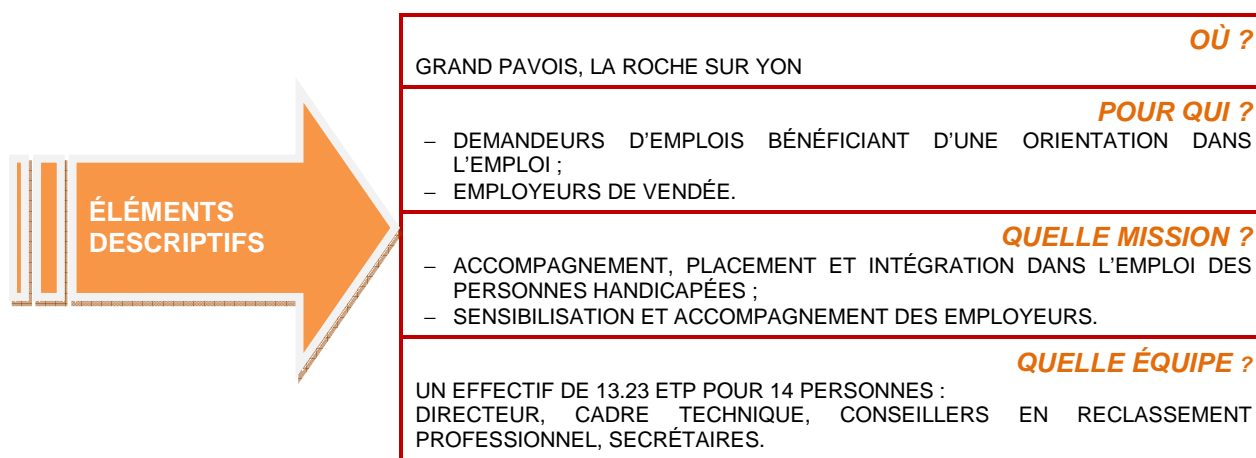 ÉLÉMENTS
DESCRIPTIFS
OÙ ?
GRAND PAVOIS, LA ROCHE SUR YON
POUR QUI ?
– DEMANDEURS D'EMPLOIS BÉNÉFICIANT D'UNE ORIENTATION DANS
L'EMPLOI ;
– EMPLOYEURS DE VENDÉE.
QUELLE MISSION ?
– ACCOMPAGNEMENT, PLACEMENT ET INTÉGRATION DANS L'EMPLOI DES
PERSONNES HANDICAPÉES ;
– SENSIBILISATION ET ACCOMPAGNEMENT DES EMPLOYEURS.
QUELLE ÉQUIPE ?
UN EFFECTIF DE 13.23 ETP POUR 14 PERSONNES :
DIRECTEUR, CADRE TECHNIQUE, CONSEILLERS EN RECLASSEMENT
PROFESSIONNEL, SECRÉTAIRES.